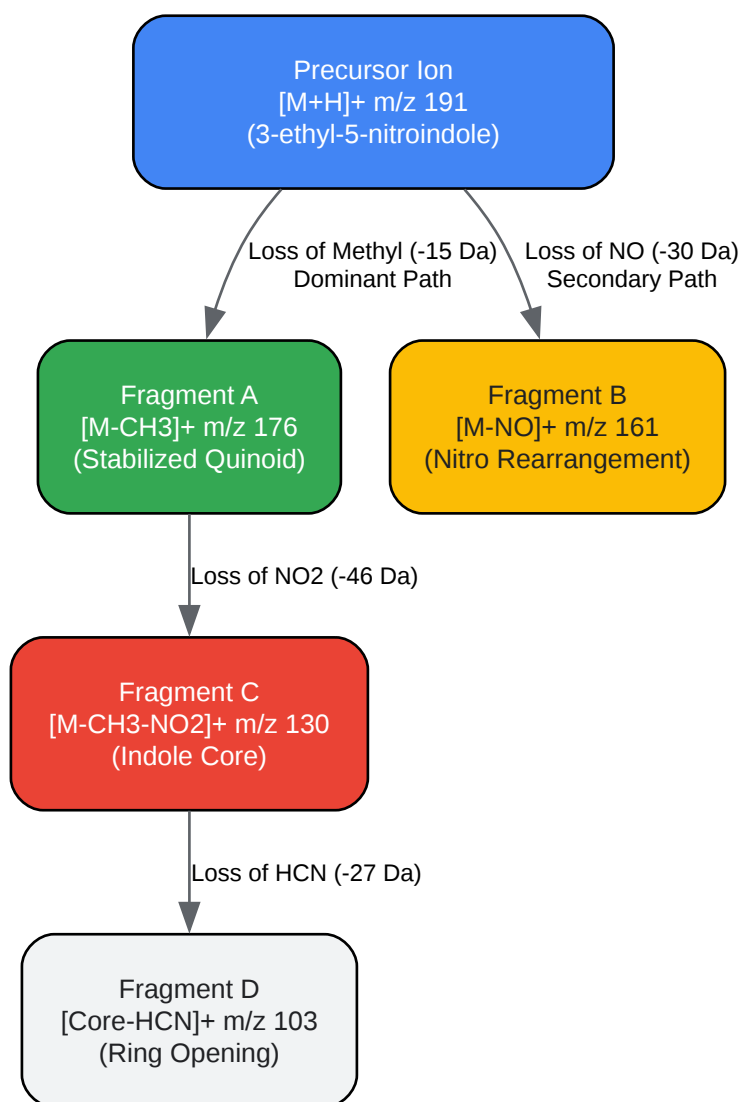 Precursor Ion
[M+H]+ m/z 191
(3-ethyl-5-nitroindole)
Loss of Methyl (-15 Da)
Dominant Path
Loss of NO (-30 Da)
Secondary Path
Fragment A
[M-CH3]+ m/z 176
(Stabilized Quinoid)
Fragment B
[M-NO]+ m/z 161
(Nitro Rearrangement)
Loss of NO2 (-46 Da)
Fragment C
[M-CH3-NO2]+ m/z 130
(Indole Core)
Loss of HCN (-27 Da)
Fragment D
[Core-HCN]+ m/z 103
(Ring Opening)